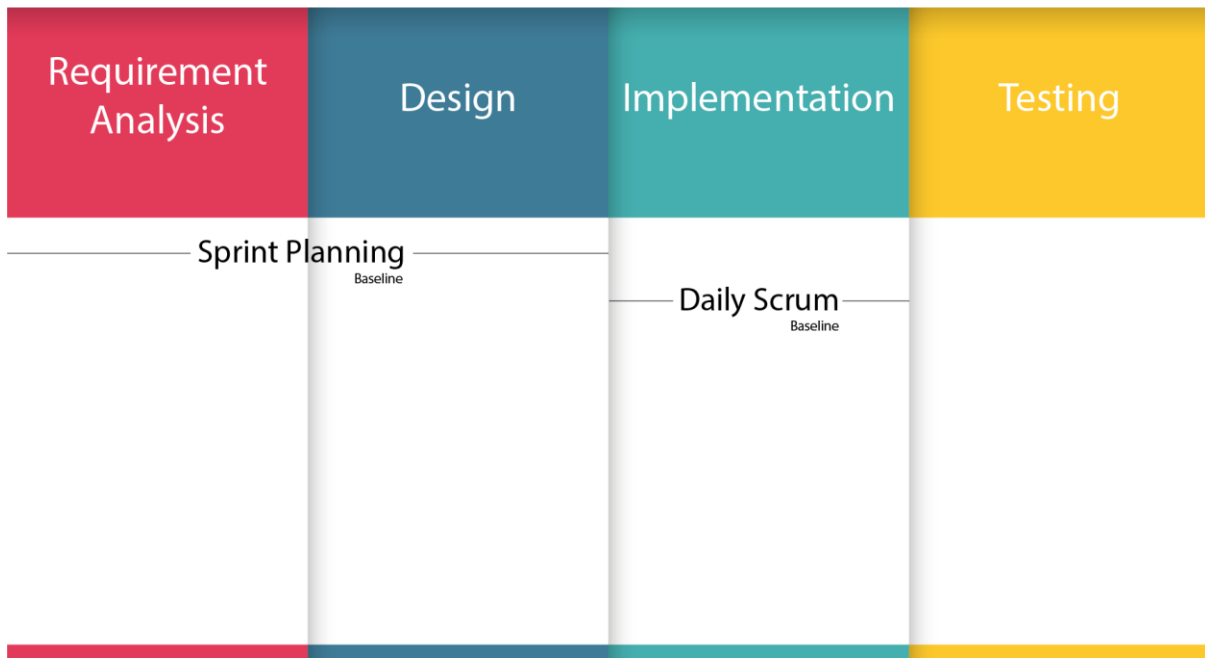 Requirement
Analysis
Design
Implementation
Testing
Sprint Planning
Baseline
Daily Scrum
Baseline